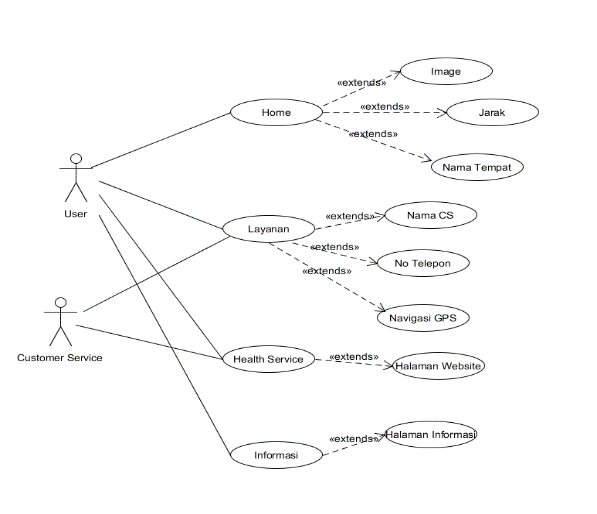 Image
«extends»
Home
«extends»
Jarak
«extends»
Nama Tempat
User
Layanan
«extends»
Nama CS
«extends»
No Telepon
«extends»
Navigasi GPS
Customer Service
Health Service
«extends»
Halaman Website
Informasi
«extends»
Halaman Informasi